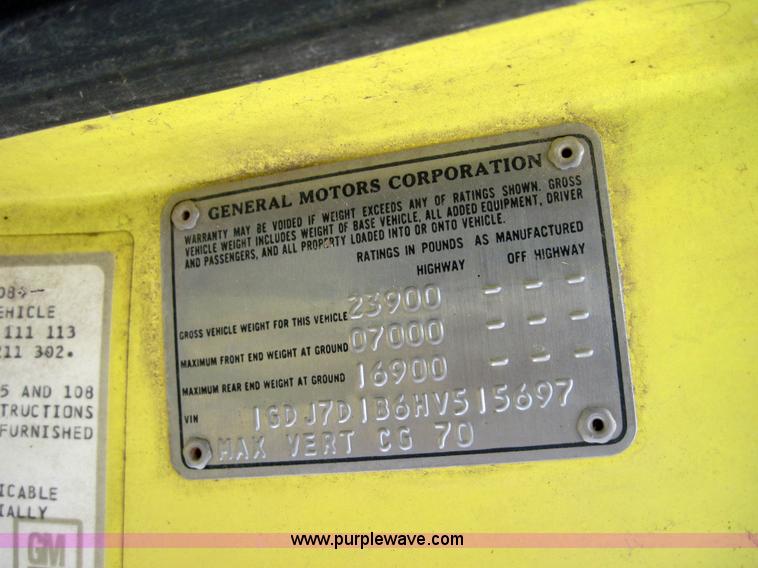 GENERAL MOTORS CORPORATION
WARRANTY MAY BE VOIDED IF WEIGHT EXCEEDS ANY OF RATINGS SHOWN. GROSS
VEHICLE WEIGHT INCLUDES WEIGHT OF BASE VEHICLE, ALL ADDED EQUIPMENT, DRIVER
AND PASSENGERS, AND ALL PROPERTY LOADED INTO OR ONTO VEHICLE.
RATINGS IN POUNDS AS MANUFACTURED
HIGHWAY OFF HIGHWAY
GROSS VEHICLE WEIGHT FOR THIS VEHICLE 23900 - - -
MAXIMUM FRONT END WEIGHT AT GROUND 07000 - - -
MAXIMUM REAR END WEIGHT AT GROUND 16900 - - -
VIN 1GDJ7D1B6HV515697
MAX VERT CG 70
EHICLE
111 113
211 302.
5 AND 108
STRUCTIONS
FURNISHED
ICABLE
IALLY
GM
www.purplewave.com